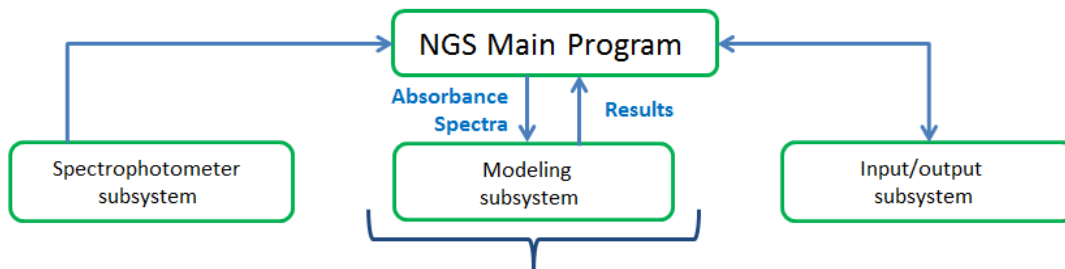 NGS Main Program
Absorbance
Spectra
Results
Spectrophotometer
subsystem
Modeling
subsystem
Input/output
subsystem